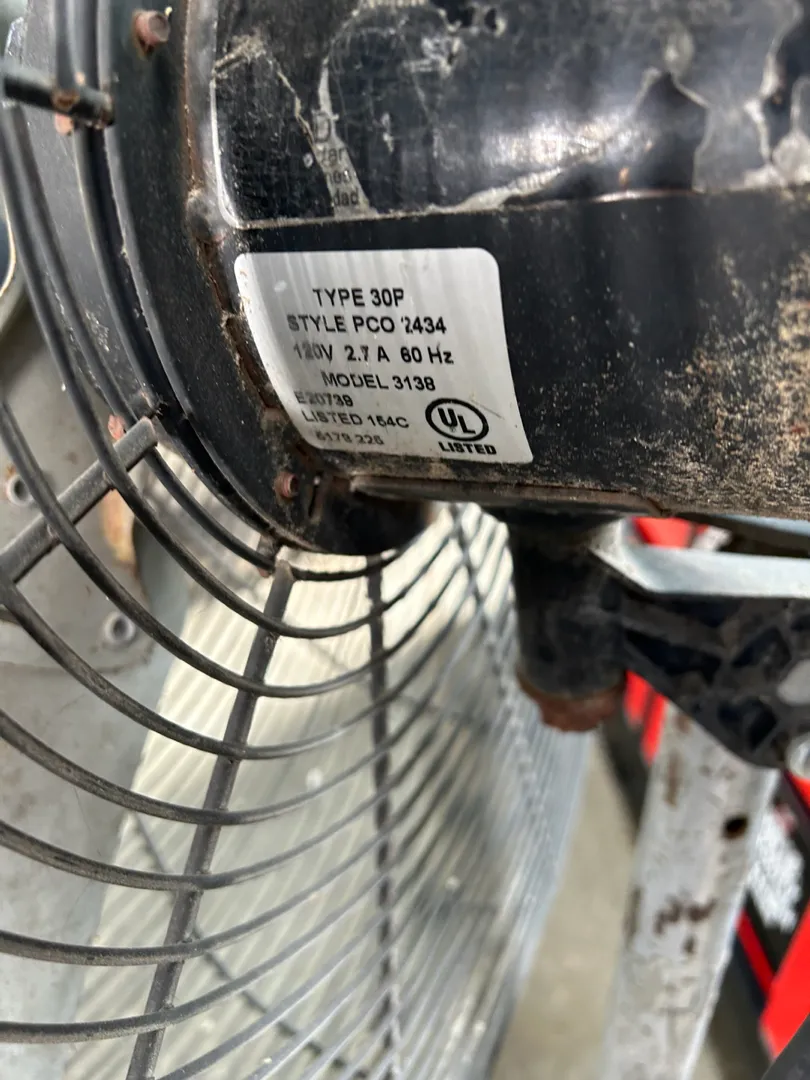 TYPE 30P
STYLE PCO 2434
120V 2.7 A 60 Hz
MODEL 3138
E20739
LISTED 154C
UL
LISTED